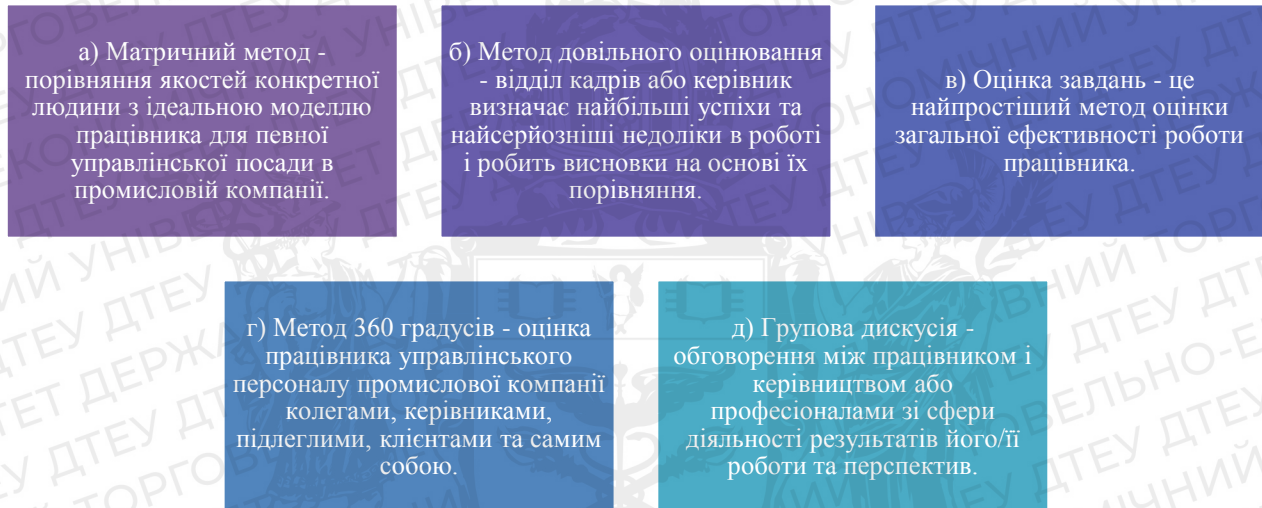 а) Матричний метод -
порівняння якостей конкретної
людини з ідеальною моделлю
працівника для певної
управлінської посади в
промисловій компанії.
б) Метод довільного оцінювання
- відділ кадрів або керівник
визначає найбільші успіхи та
найсерйозніші недоліки в роботі
і робить висновки на основі їх
порівняння.
в) Оцінка завдань - це
найпростіший метод оцінки
загальної ефективності роботи
працівника.
г) Метод 360 градусів - оцінка
працівника управлінського
персоналу промислової компанії
колегами, керівниками,
підлеглими, клієнтами та самим
собою.
д) Групова дискусія -
обговорення між працівником і
керівництвом або
професіоналами зі сфери
діяльності результатів його/її
роботи та перспектив.